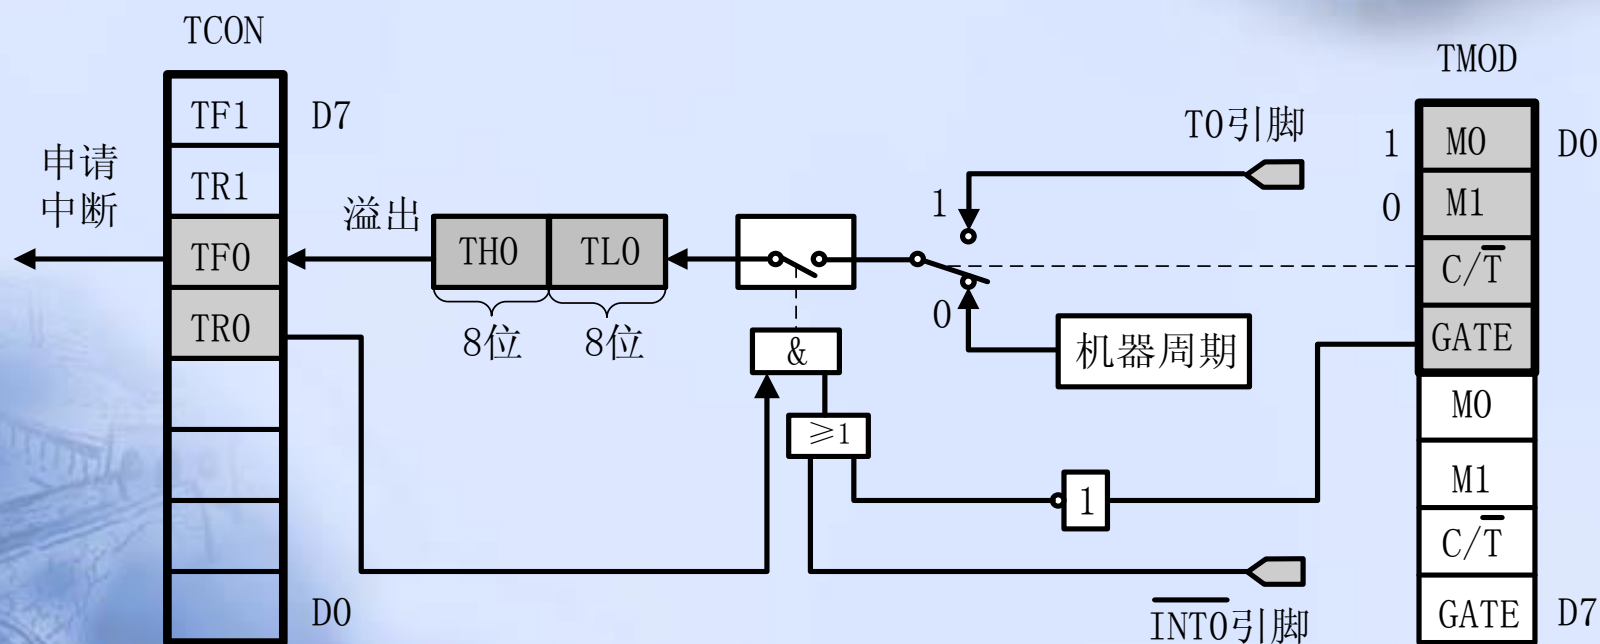 TCON
TF1
D7
TR1
TF0
TR0
D0
申请
中断
溢出
TH0
TL0
8位
8位
&
≥1
1
1
0
T0引脚
机器周期
INT0引脚
TMOD
1
M0
D0
0
M1
C/T
GATE
M0
M1
C/T
GATE
D7